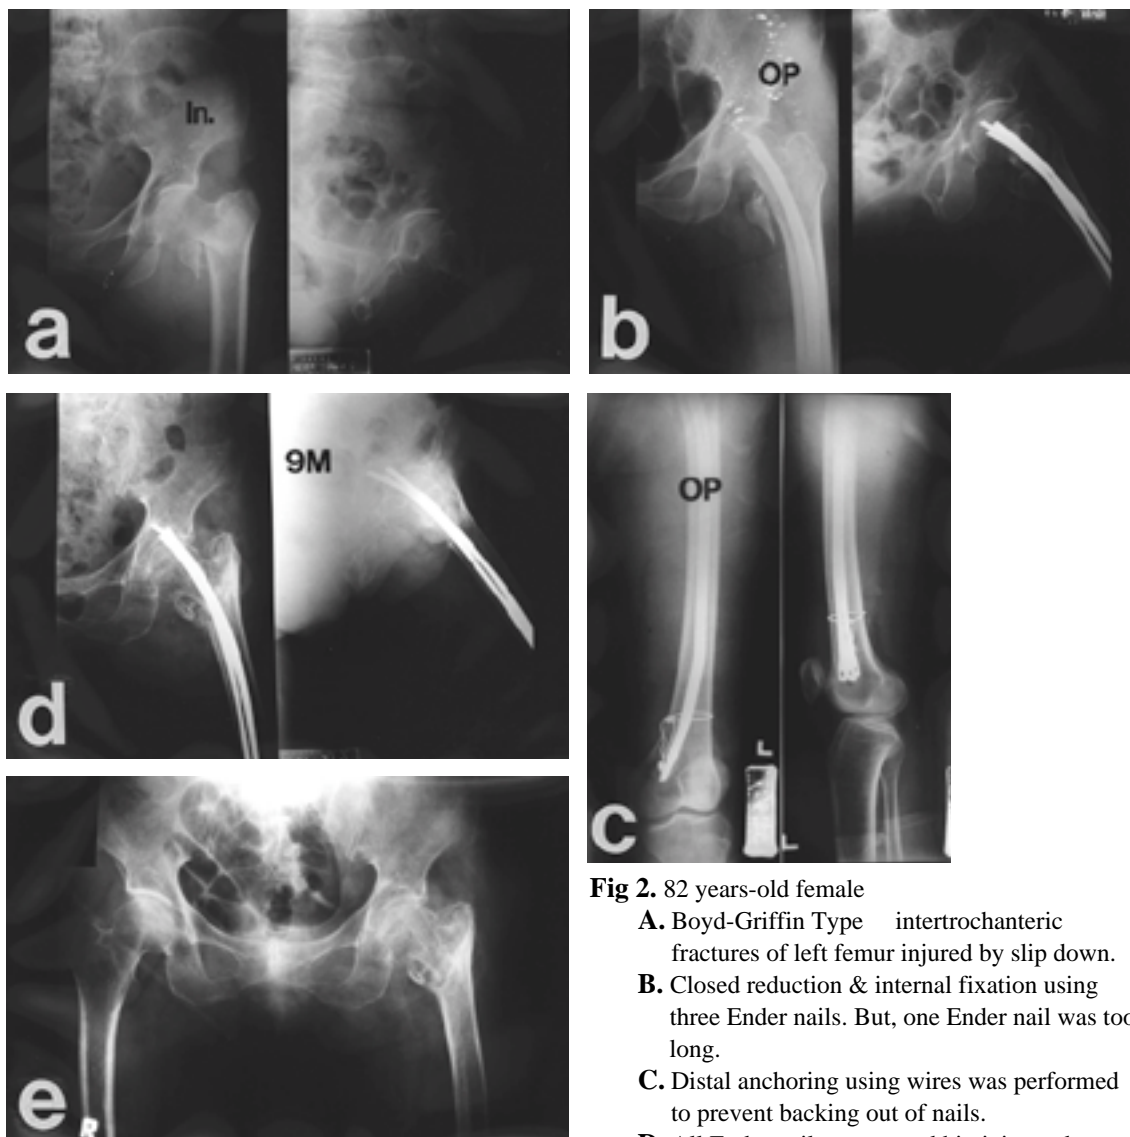 In.
a
OP
b
9M
d
OP
L
L
c
R
e
Fig 2. 82 years-old female
A. Boyd-Griffin Type intertrochanteric
fractures of left femur injured by slip down.
B. Closed reduction & internal fixation using
three Ender nails. But, one Ender nail was too
long.
C. Distal anchoring using wires was performed
to prevent backing out of nails.